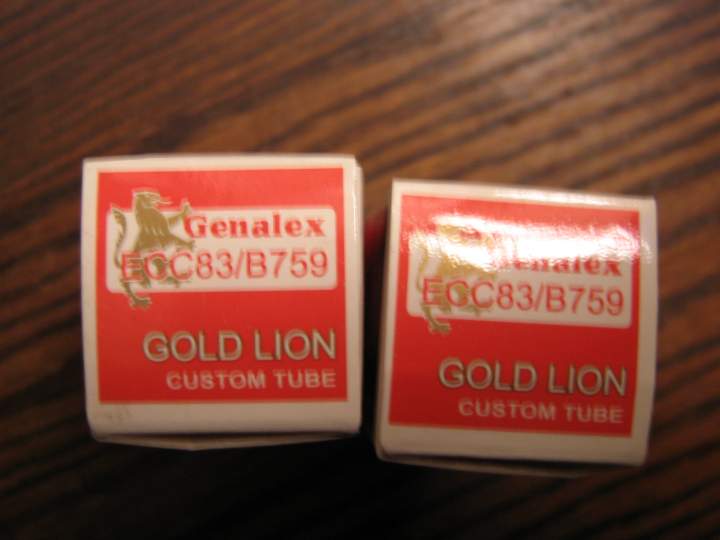 Genalex
ECC83/B759
GOLD LION
CUSTOM TUBE
Genalex
ECC83/B759
GOLD LION
CUSTOM TUBE